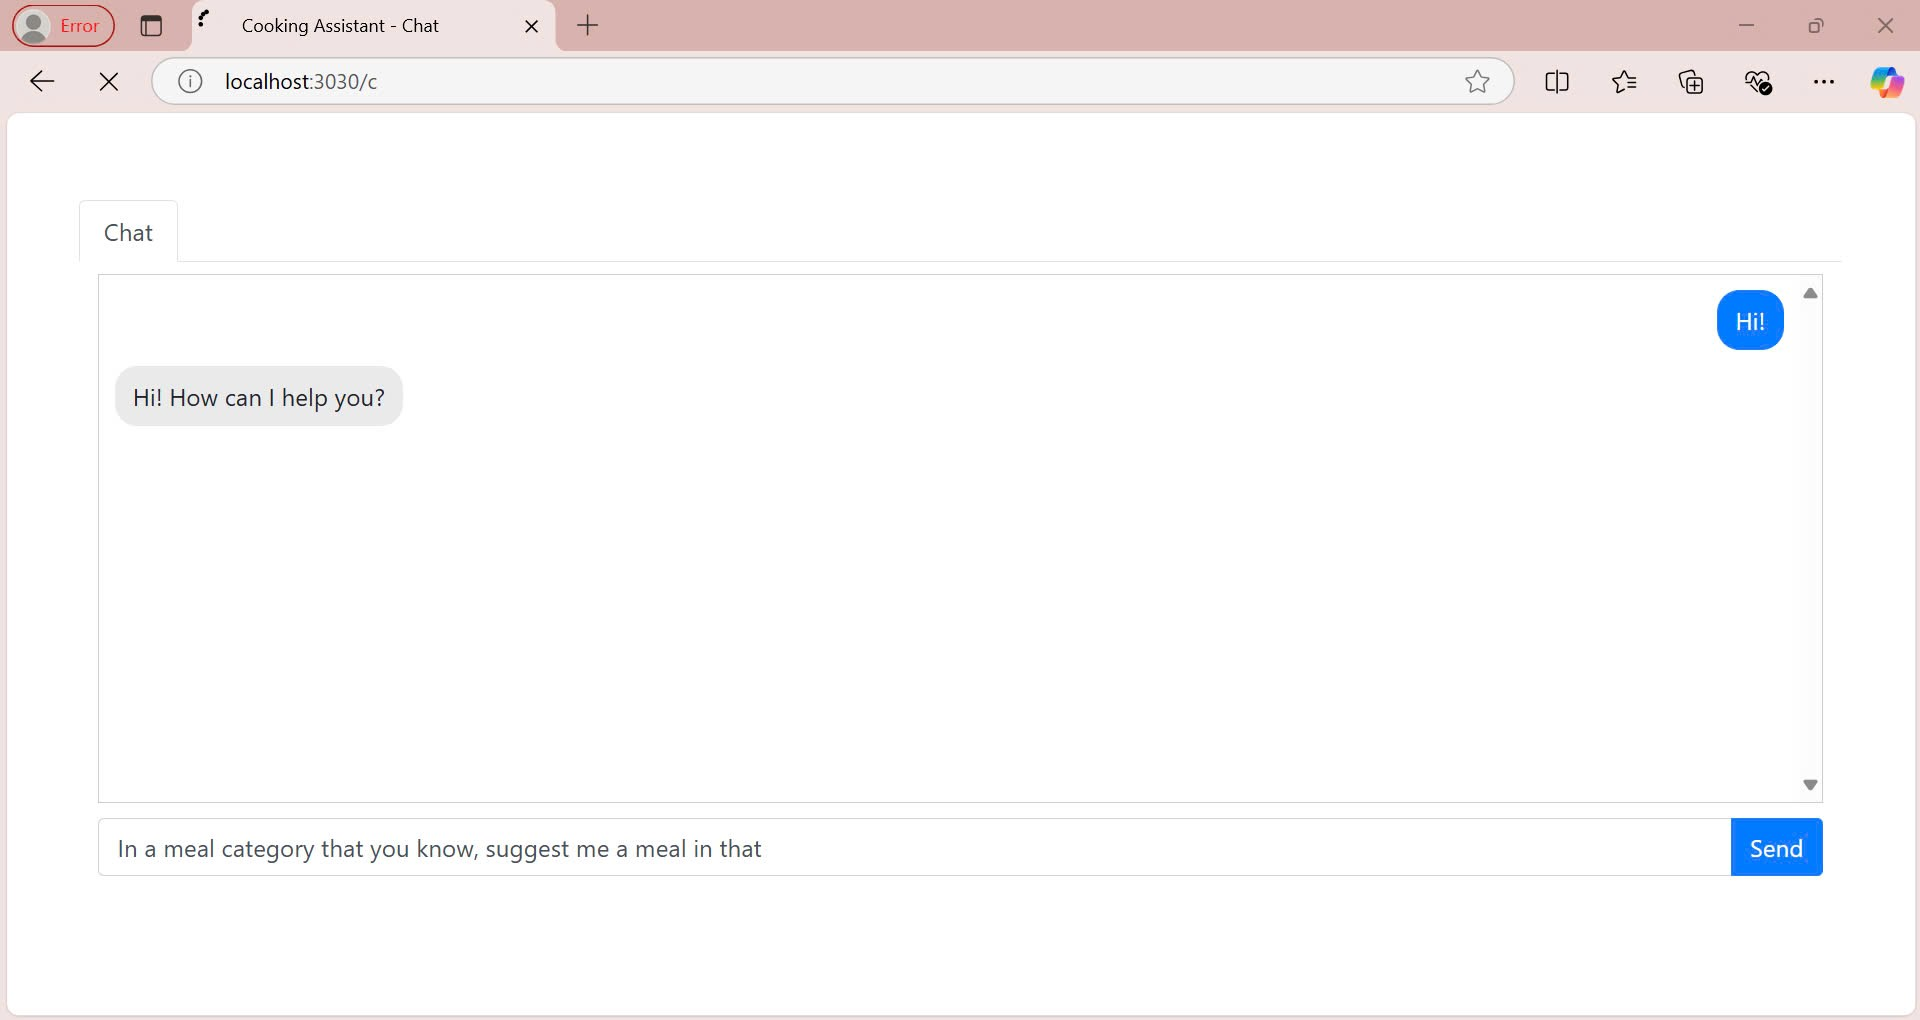 Error
Cooking Assistant - Chat
localhost:3030/c
Chat
Hi!
Hi! How can I help you?
In a meal category that you know, suggest me a meal in that
Send